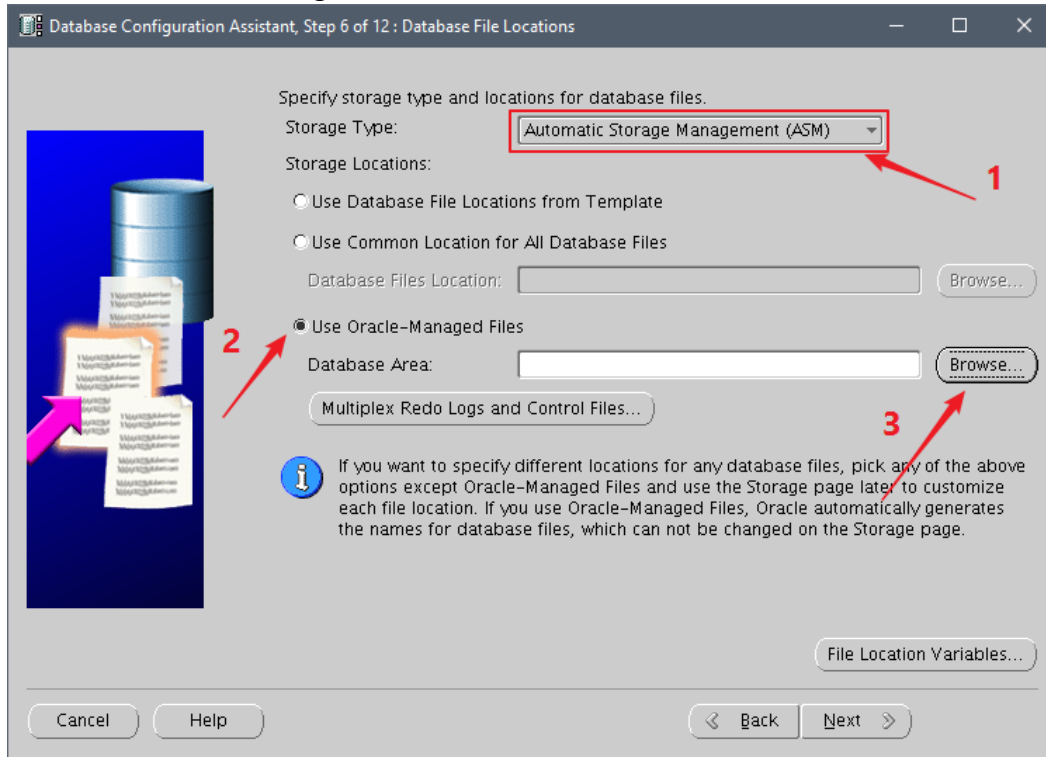 Database Configuration Assistant, Step 6 of 12 : Database File Locations
Specify storage type and locations for database files.
Storage Type: Automatic Storage Management (ASM)
1
Storage Locations:
Use Database File Locations from Template
Use Common Location for All Database Files
Database Files Location: Browse...
2
Use Oracle-Managed Files
Database Area: Browse...
Multiplex Redo Logs and Control Files...
3
If you want to specify different locations for any database files, pick any of the above
options except Oracle-Managed Files and use the Storage page later to customize
each file location. If you use Oracle-Managed Files, Oracle automatically generates
the names for database files, which can not be changed on the Storage page.
File Location Variables...
Cancel Help Back Next